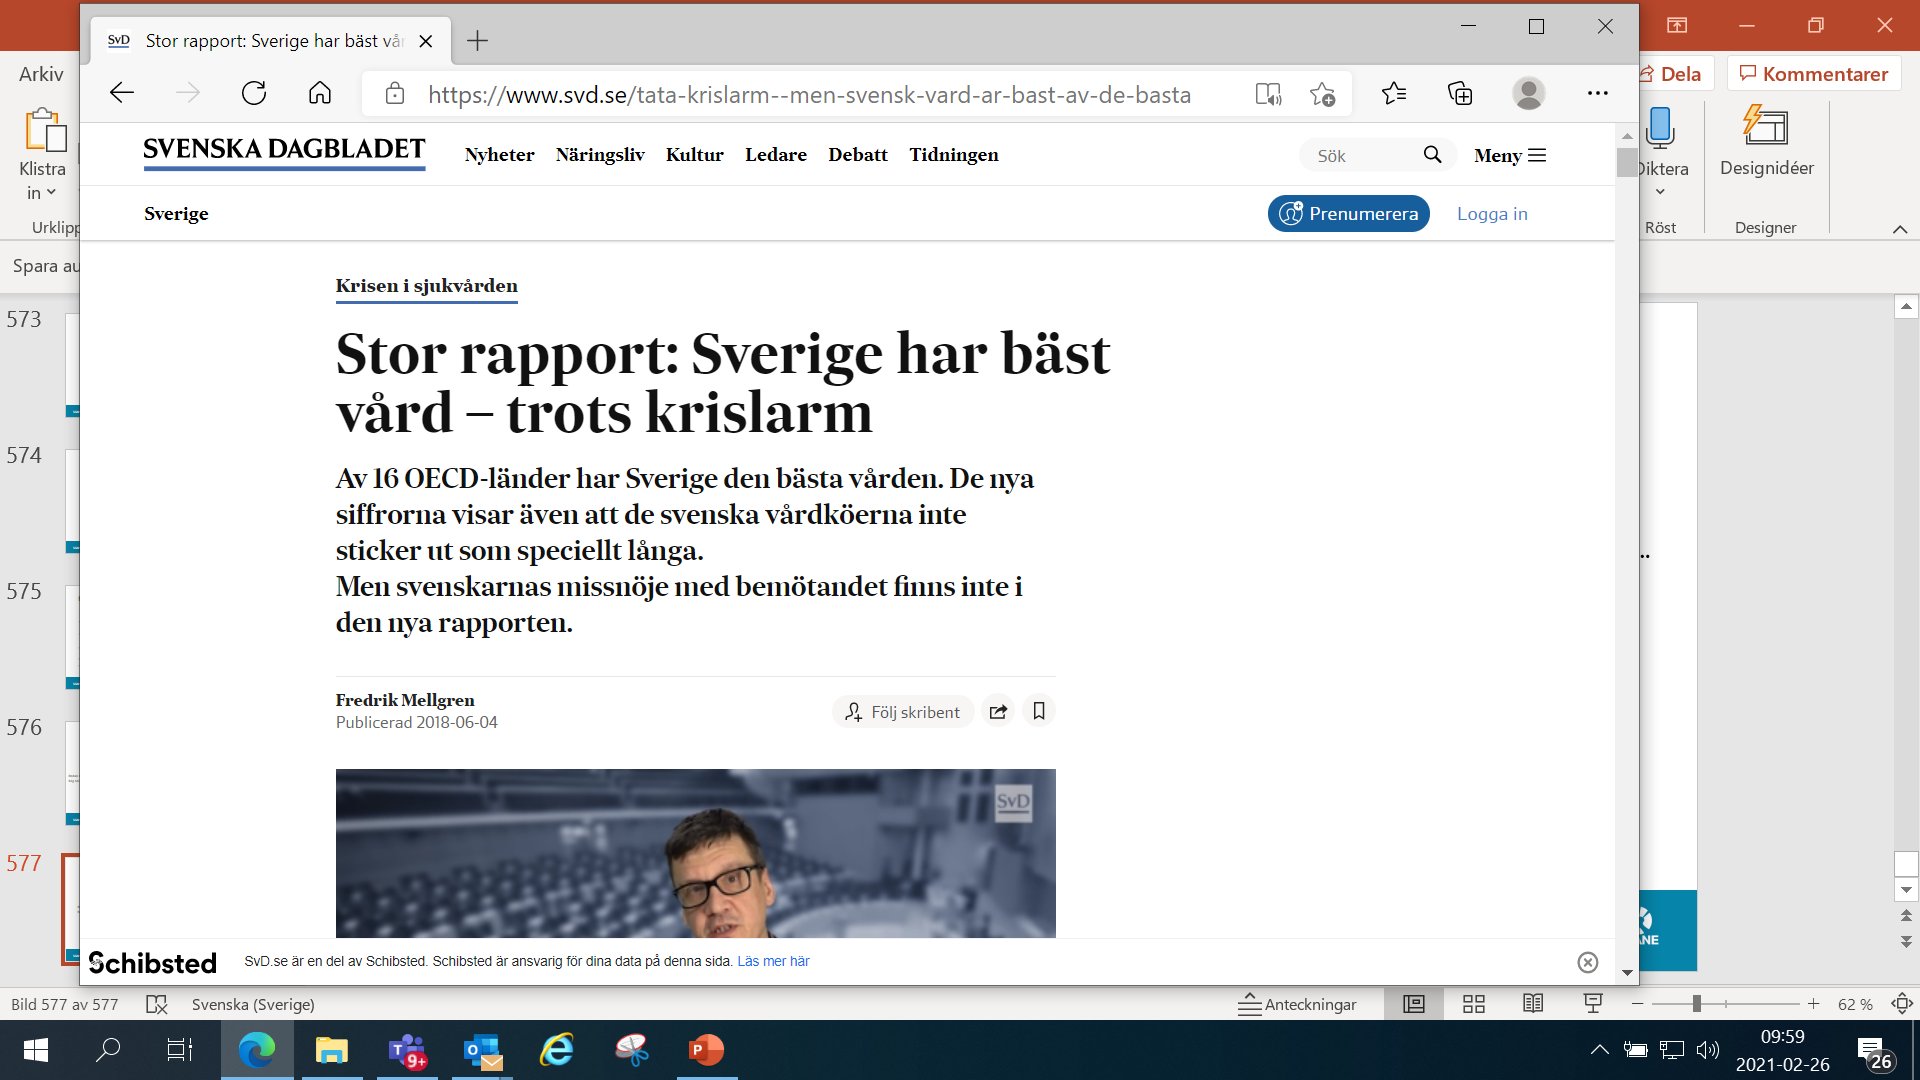 SvD Stor rapport: Sverige har bäst vår
Arkiv
Dela
Kommentarer
https://www.svd.se/tata-krislarm--men-svensk-vard-ar-bast-av-de-basta
Klistra
in
Urklipp
Diktera
Designidéer
Röst
Designer
SVENSKA DAGBLADET
Nyheter Näringsliv Kultur Ledare Debatt Tidningen
Sök
Meny
Sverige
Prenumerera
Logga in
Spara au
Krisen i sjukvården
Stor rapport: Sverige har bäst
vård – trots krislarm
Av 16 OECD-länder har Sverige den bästa vården. De nya
siffrorna visar även att de svenska vårdköerna inte
sticker ut som speciellt långa.
Men svenskarnas missnöje med bemötandet finns inte i
den nya rapporten.
Fredrik Mellgren
Publicerad 2018-06-04
Följ skribent
SvD
573
574
575
576
577
..
ANE
Schibsted
SvD.se är en del av Schibsted. Schibsted är ansvarig för dina data på denna sida. Läs mer här
Bild 577 av 577
Svenska (Sverige)
Anteckningar
62 %
9+
09:59
2021-02-26
26